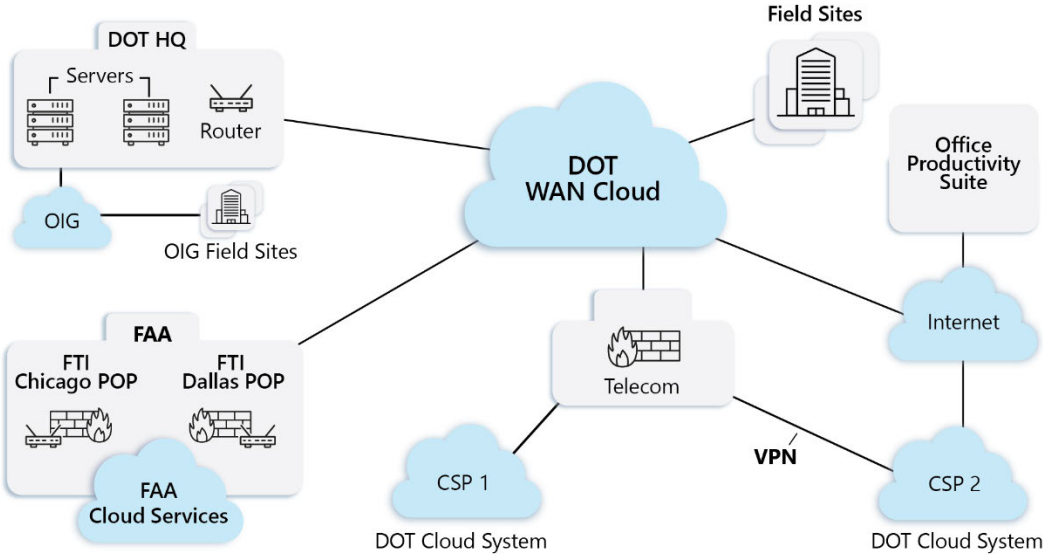 DOT HQ
Servers
Router
OIG
OIG Field Sites
Field Sites
DOT
WAN Cloud
Office
Productivity
Suite
Internet
FAA
FTI
Chicago POP
FTI
Dallas POP
FAA
Cloud Services
Telecom
VPN
CSP 1
DOT Cloud System
CSP 2
DOT Cloud System